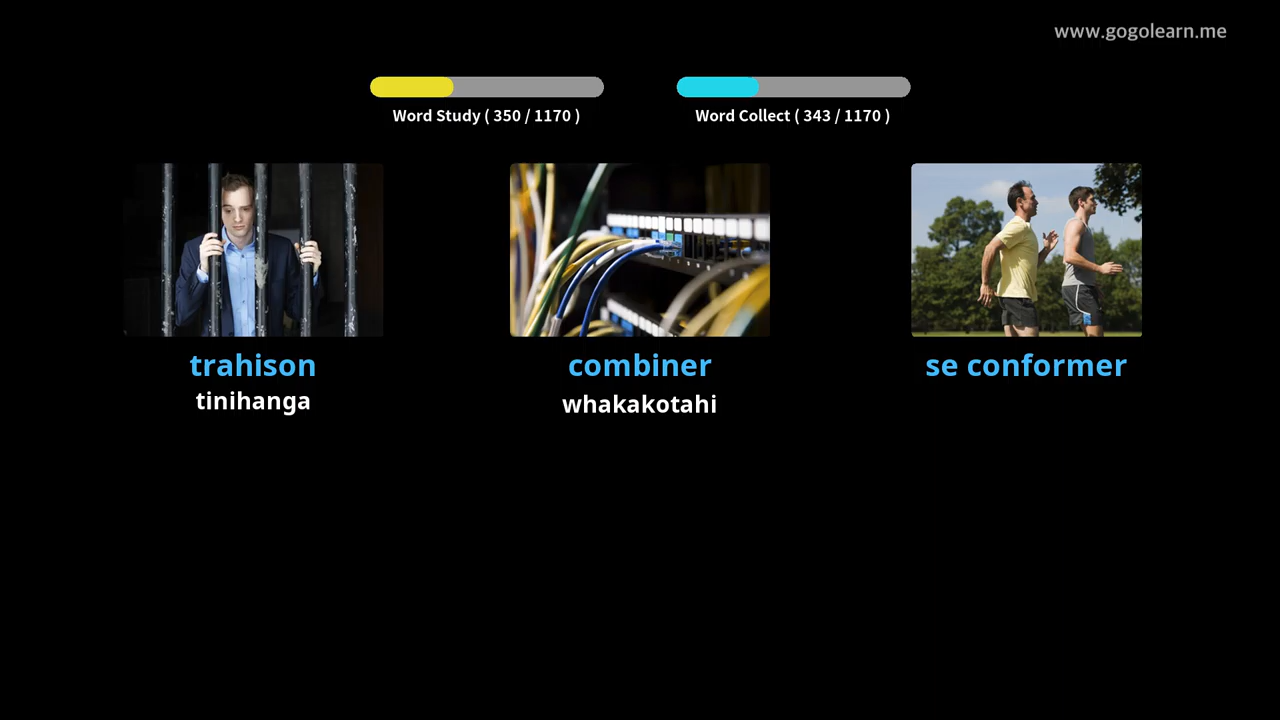 www.gogolearn.me
Word Study ( 350 / 1170 )
Word Collect ( 343 / 1170 )
trahison
tinihanga
combiner
whakakotahi
se conformer